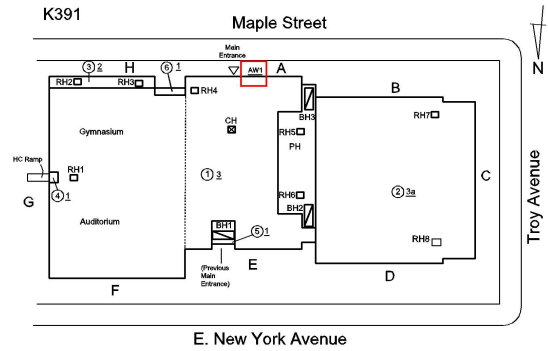 K391
Maple Street
Main
Entrance
N
H
③ 2
⑥ 1
AW1
A
RH2
RH3
RH4
B
BH3
RH7
Gymnasium
CH
RH5
PH
HC Ramp
RH1
① 3
C
Troy Avenue
G
④ 1
RH6
② 3a
BH2
Auditorium
BH1
⑤ 1
RH8
(Previous
Main
Entrance)
E
D
F
E. New York Avenue